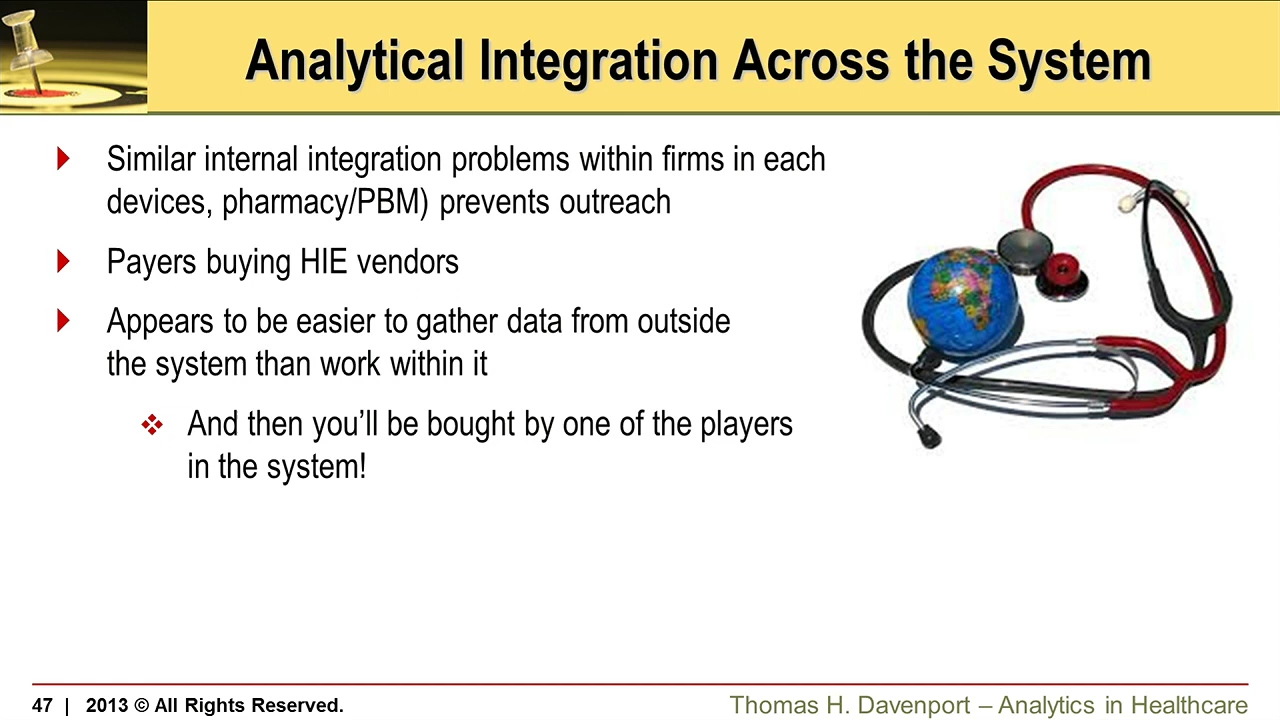 Analytical Integration Across the System
Similar internal integration problems within firms in each
devices, pharmacy/PBM) prevents outreach
Payers buying HIE vendors
Appears to be easier to gather data from outside
the system than work within it
And then you’ll be bought by one of the players
in the system!
47 | 2013 © All Rights Reserved.
Thomas H. Davenport – Analytics in Healthcare